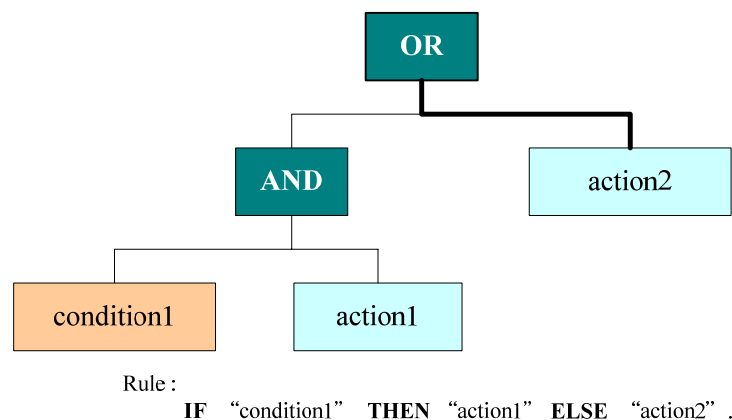 OR
AND
action2
condition1
action1
Rule :
IF “condition1” THEN “action1” ELSE “action2” .